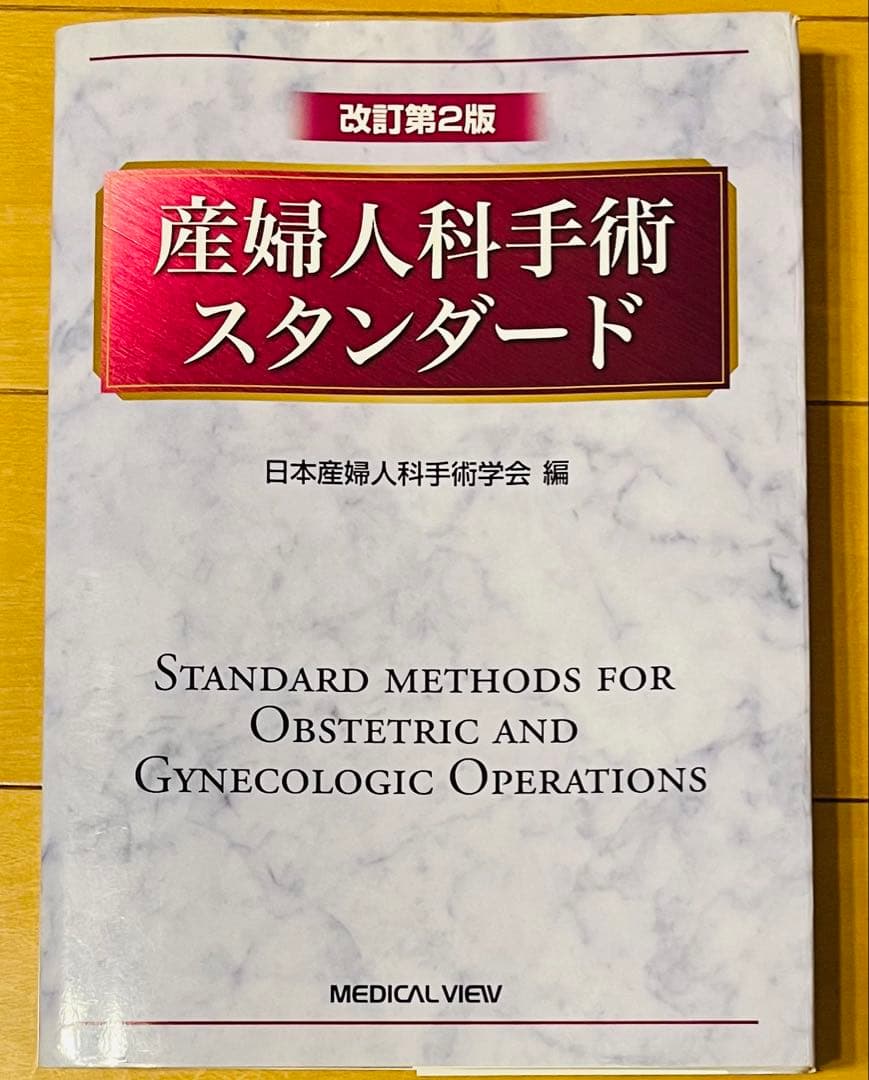 改訂第2版
産婦人科手術
スタンダード
日本産婦人科手術学会 編
STANDARD METHODS FOR
OBSTETRIC AND
GYNECOLOGIC OPERATIONS
MEDICAL VIEW